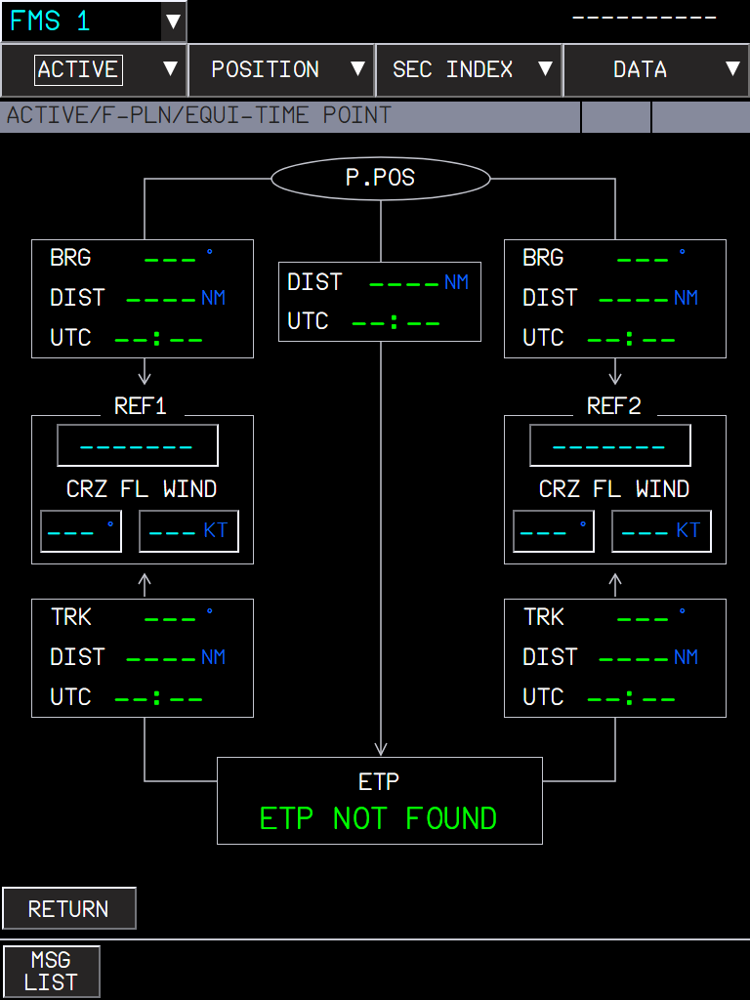 FMS 1 ▼ ----------
ACTIVE ▼ POSITION ▼ SEC INDEX ▼ DATA ▼
ACTIVE/F-PLN/EQUI-TIME POINT
P.POS
BRG ---°
DIST ----NM
UTC --:--
DIST ----NM
UTC --:--
BRG ---°
DIST ----NM
UTC --:--
REF1
-------
CRZ FL WIND
---° ---KT
REF2
-------
CRZ FL WIND
---° ---KT
TRK ---°
DIST ----NM
UTC --:--
TRK ---°
DIST ----NM
UTC --:--
ETP
ETP NOT FOUND
RETURN
MSG
LIST